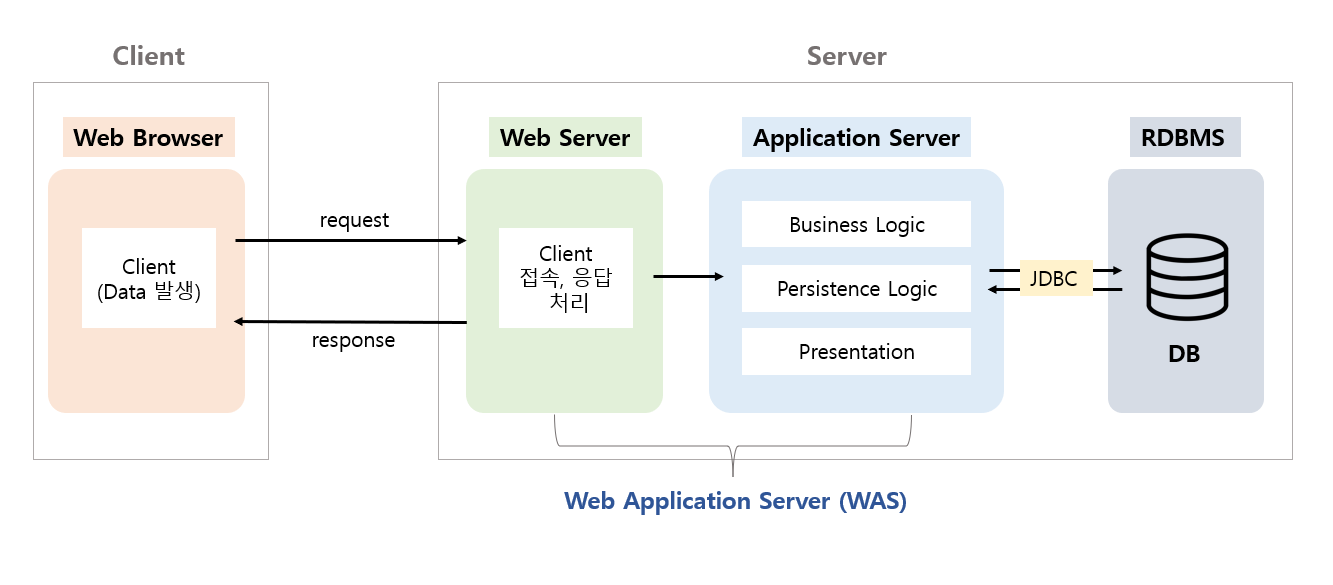 Client
Server
Web Browser
Web Server
Application Server
RDBMS
request
Client
(Data 발생)
response
Client
접속, 응답
처리
Business Logic
Persistence Logic
Presentation
JDBC
DB
Web Application Server (WAS)